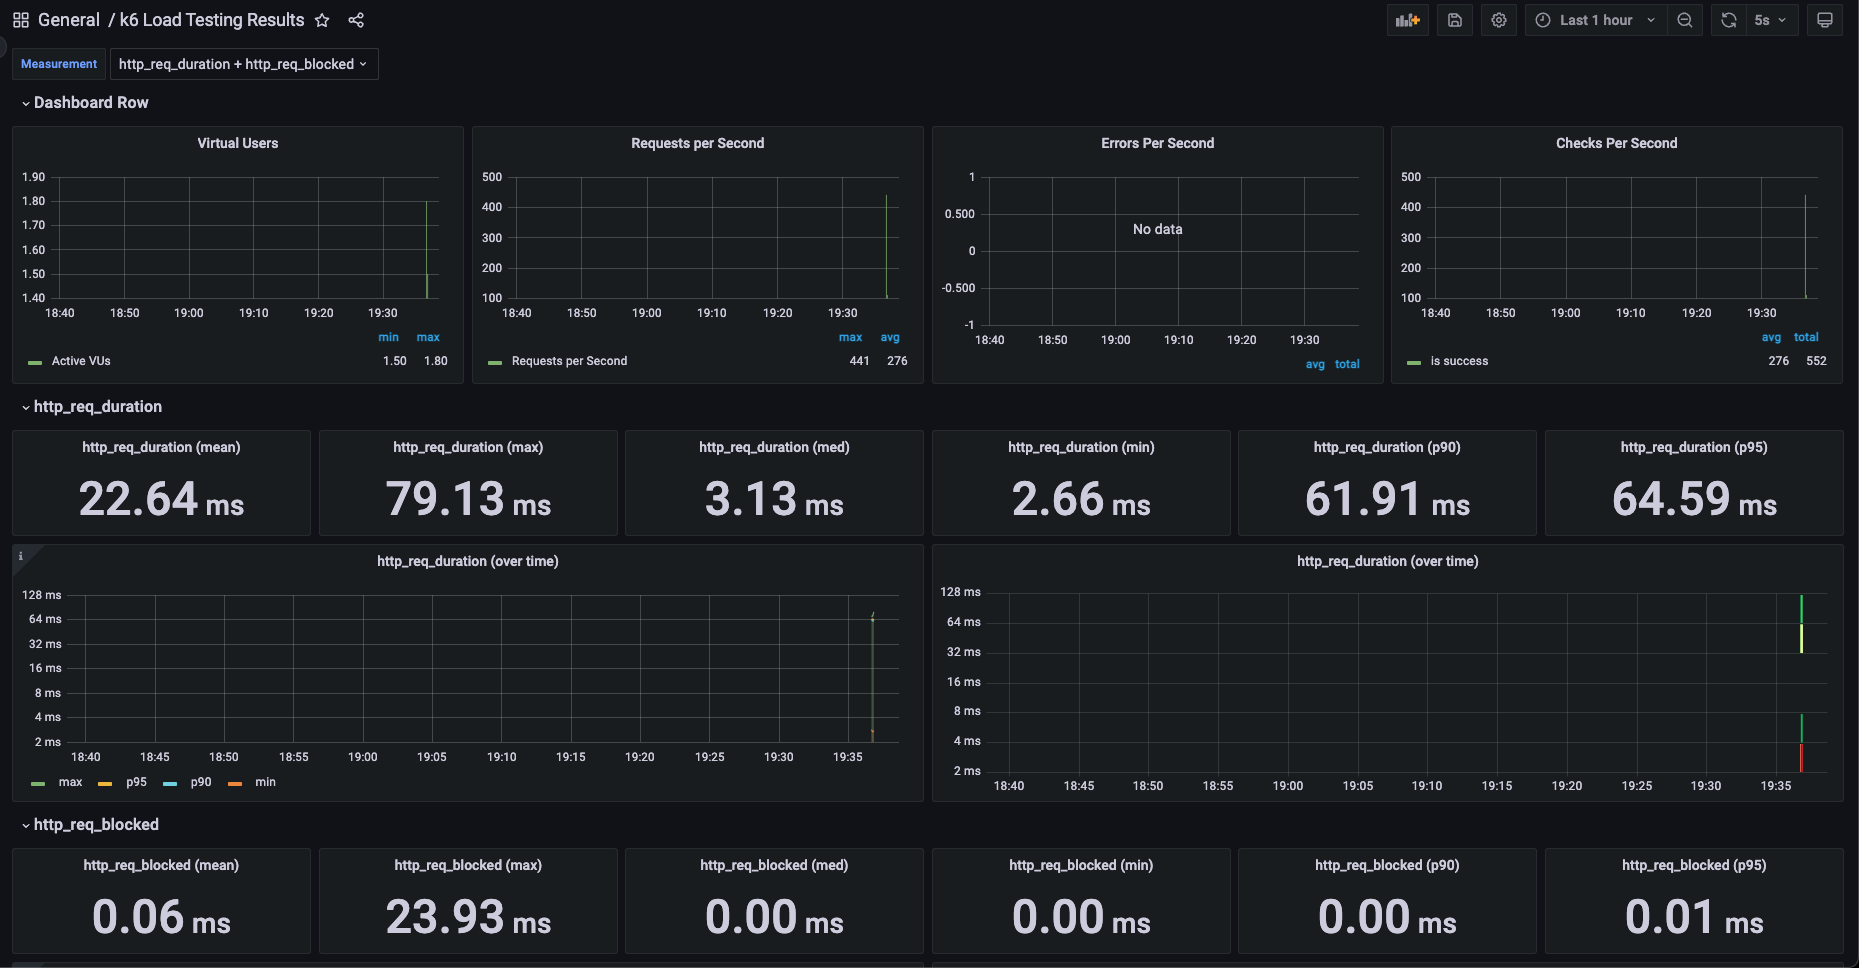 General / k6 Load Testing Results
Last 1 hour
5s
Measurement
http_req_duration + http_req_blocked
Dashboard Row
Virtual Users
1.90
1.80
1.70
1.60
1.50
1.40
18:40 18:50 19:00 19:10 19:20 19:30
min max
Active VUs 1.50 1.80
Requests per Second
500
400
300
200
100
18:40 18:50 19:00 19:10 19:20 19:30
max avg
Requests per Second 441 276
Errors Per Second
1
0.500
0
-0.500
-1
No data
18:40 18:50 19:00 19:10 19:20 19:30
avg total
Checks Per Second
500
400
300
200
100
18:40 18:50 19:00 19:10 19:20 19:30
avg total
is success 276 552
http_req_duration
http_req_duration (mean)
22.64 ms
http_req_duration (max)
79.13 ms
http_req_duration (med)
3.13 ms
http_req_duration (min)
2.66 ms
http_req_duration (p90)
61.91 ms
http_req_duration (p95)
64.59 ms
i
http_req_duration (over time)
128 ms
64 ms
32 ms
16 ms
8 ms
4 ms
2 ms
18:40 18:45 18:50 18:55 19:00 19:05 19:10 19:15 19:20 19:25 19:30 19:35
max p95 p90 min
http_req_duration (over time)
128 ms
64 ms
32 ms
16 ms
8 ms
4 ms
2 ms
18:40 18:45 18:50 18:55 19:00 19:05 19:10 19:15 19:20 19:25 19:30 19:35
http_req_blocked
http_req_blocked (mean)
0.06 ms
http_req_blocked (max)
23.93 ms
http_req_blocked (med)
0.00 ms
http_req_blocked (min)
0.00 ms
http_req_blocked (p90)
0.00 ms
http_req_blocked (p95)
0.01 ms